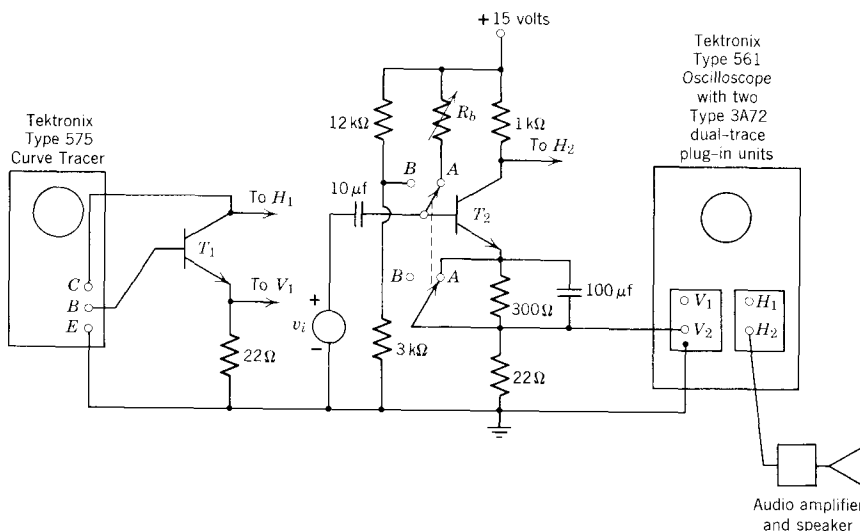 +15 volts
Tektronix
Type 561
Oscilloscope
with two
Type 3A72
dual-trace
plug-in units
Tektronix
Type 575
Curve Tracer
12 kΩ
R_b
1 kΩ
To H_2
B
A
10 μf
To H_1
T_1
T_2
C
B
E
To V_1
+
v_i
-
B
A
300 Ω
100 μf
V_1
V_2
H_1
H_2
22 Ω
3 kΩ
22 Ω
Audio amplifier
and speaker